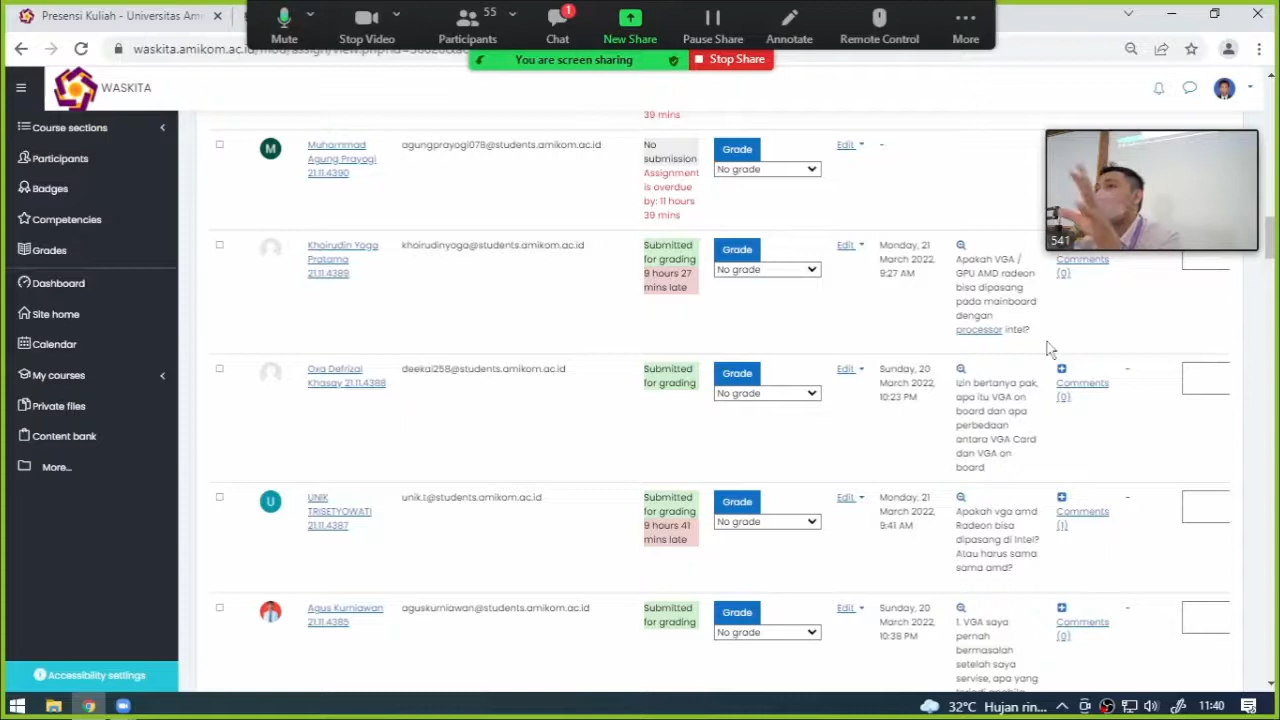 Presensi Kuliah - Universitas Am
Mute
Stop Video
55
Participants
1
Chat
New Share
Pause Share
Annotate
Remote Control
More
You are screen sharing
Stop Share
WASKITA
Course sections
Participants
Badges
Competencies
Grades
Dashboard
Site home
Calendar
My courses
Private files
Content bank
More...
Accessibility settings
39 mins
M
Muhammad
Agung Prayogi
21.11.4390
agungprayogi078@students.amikom.ac.id
No
submission
Assignment
is overdue
by: 11 hours
39 mins
Grade
No grade
Edit
-
541
Khoirudin Yoga
Pratama
21.11.4389
khoirudinyoga@students.amikom.ac.id
Submitted
for grading
9 hours 27
mins late
Grade
No grade
Edit
Monday, 21
March 2022,
9:27 AM
Apakah VGA /
GPU AMD radeon
bisa dipasang
pada mainboard
dengan
processor intel?
Comments
(0)
Oxa Defrizal
Khasay 21.11.4388
deekai258@students.amikom.ac.id
Submitted
for grading
Grade
No grade
Edit
Sunday, 20
March 2022,
10:23 PM
Izin bertanya pak,
apa itu VGA on
board dan apa
perbedaan
antara VGA Card
dan VGA on
board
Comments
(0)
-
U
UNIK
TRISETYOWATI
21.11.4387
unik.t@students.amikom.ac.id
Submitted
for grading
9 hours 41
mins late
Grade
No grade
Edit
Monday, 21
March 2022,
9:41 AM
Apakah vga amd
Radeon bisa
dipasang di Intel?
Atau harus sama
sama amd?
Comments
(1)
-
Agus Kurniawan
21.11.4385
aguskurniawan@students.amikom.ac.id
Submitted
for grading
Grade
No grade
Edit
Sunday, 20
March 2022,
10:38 PM
1. VGA saya
pernah
bermasalah
setelah saya
servise, apa yang
Comments
(0)
-
32°C Hujan rin...
11:40